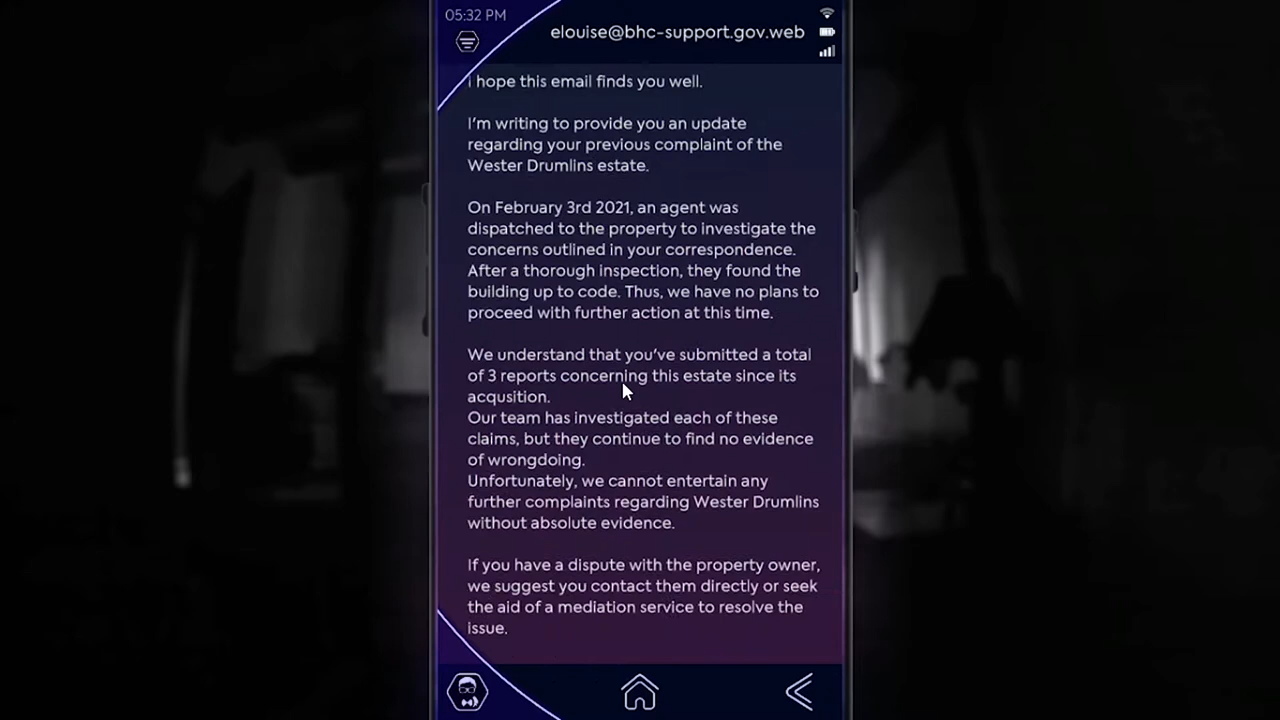 05:32 PM
elouise@bhc-support.gov.web
I hope this email finds you well.
I'm writing to provide you an update
regarding your previous complaint of the
Wester Drumlins estate.
On February 3rd 2021, an agent was
dispatched to the property to investigate the
concerns outlined in your correspondence.
After a thorough inspection, they found the
building up to code. Thus, we have no plans to
proceed with further action at this time.
We understand that you've submitted a total
of 3 reports concerning this estate since its
acqusition.
Our team has investigated each of these
claims, but they continue to find no evidence
of wrongdoing.
Unfortunately, we cannot entertain any
further complaints regarding Wester Drumlins
without absolute evidence.
If you have a dispute with the property owner,
we suggest you contact them directly or seek
the aid of a mediation service to resolve the
issue.